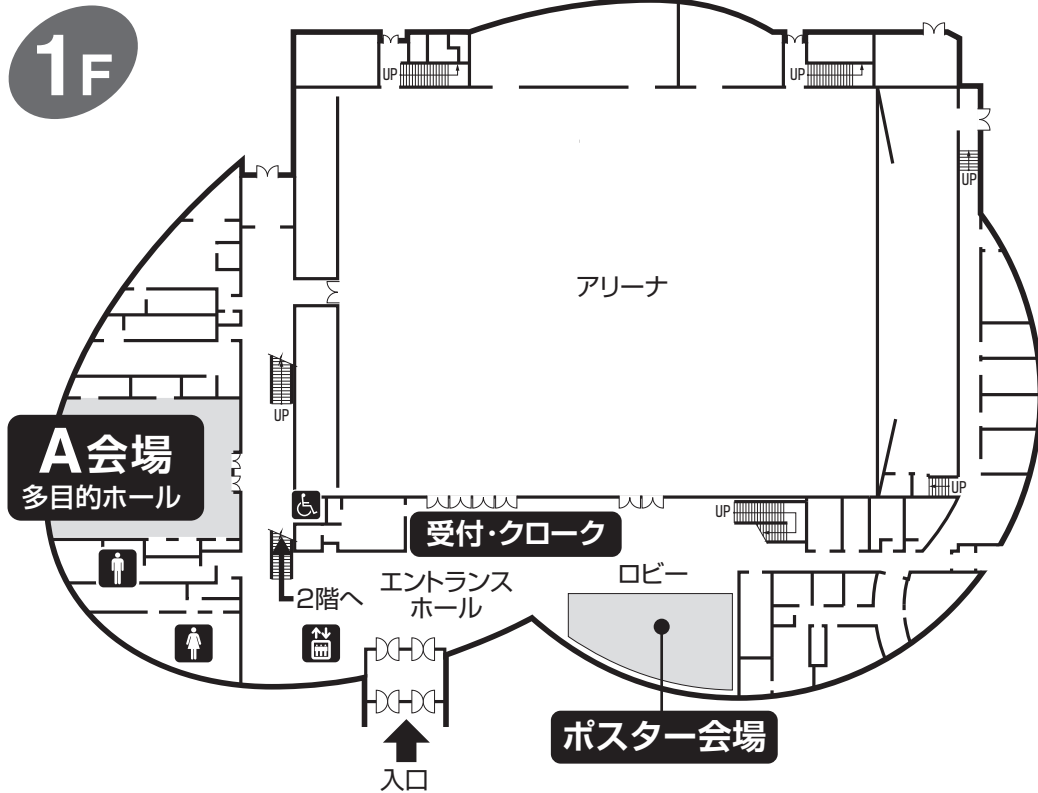 1F
UP
UP
UP
アリーナ
UP
A会場
多目的ホール
UP
UP
受付・クローク
ロビー
エントランス
ホール
2階へ
ポスター会場
入口